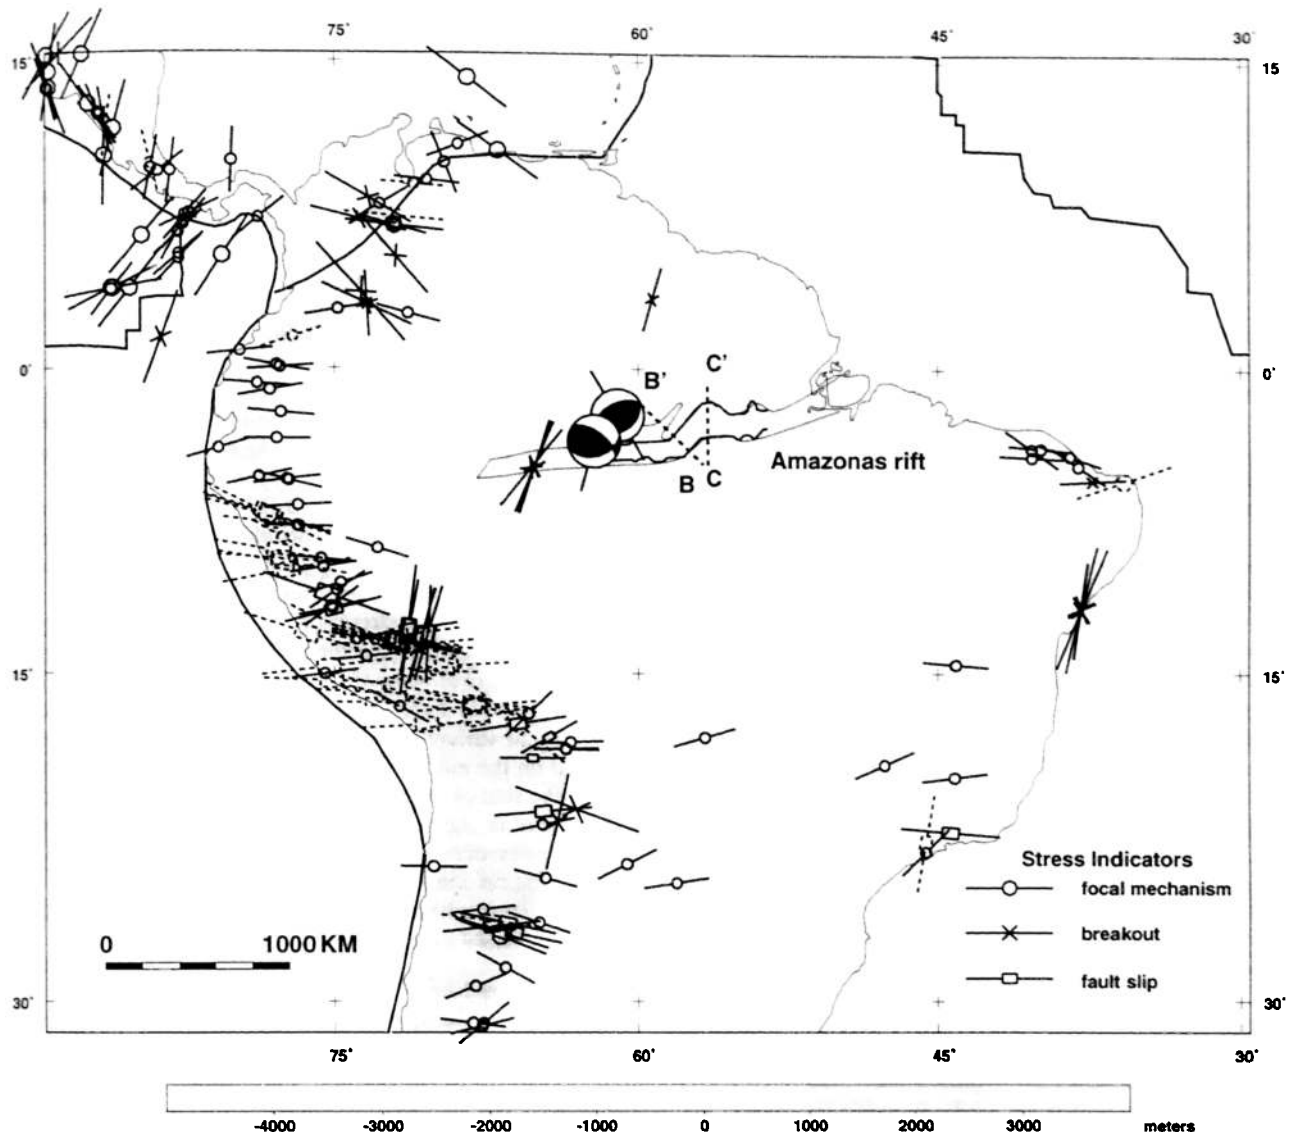 75° 60° 45° 30°
15° 15
B' C'
0° 0°
Amazonas rift
B C
15° 15°
Stress Indicators
focal mechanism
0 1000 KM
breakout
fault slip
30° 30°
75° 60° 45° 30°
-4000 -3000 -2000 -1000 0 1000 2000 3000 meters